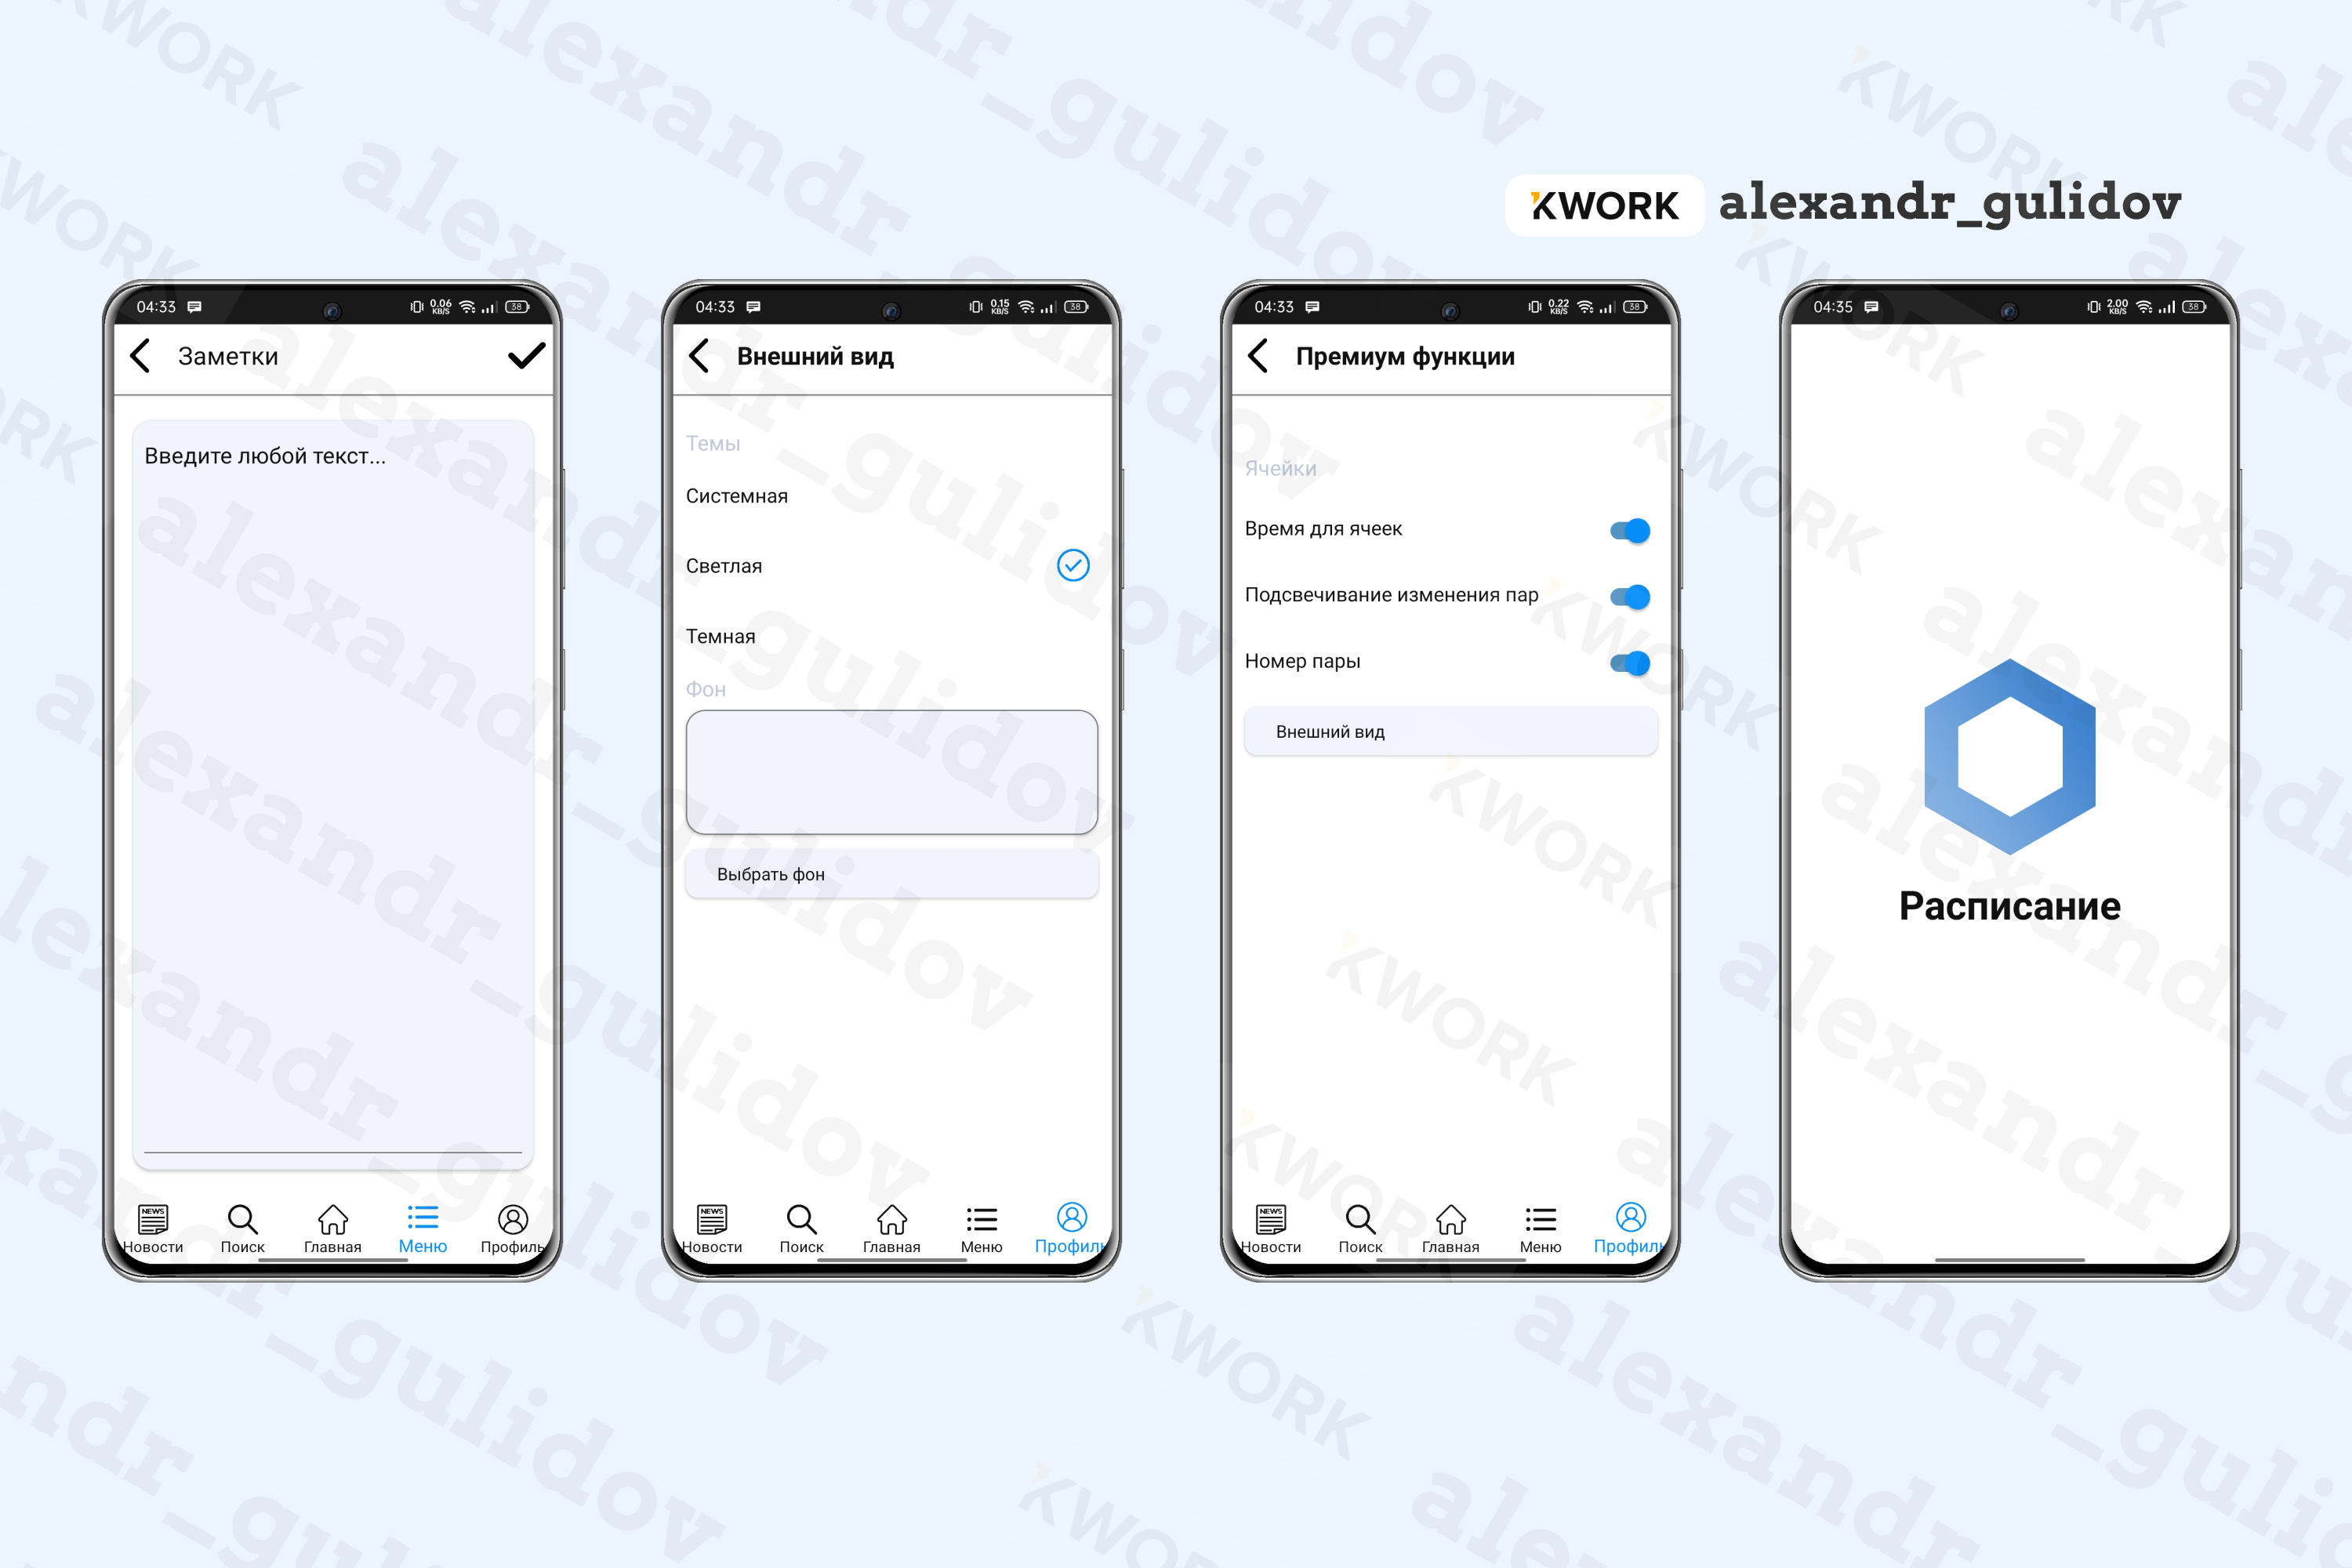 KWORK alexandr_gulidov
04:33 0.06 KB/S 38
Заметки
Введите любой текст...
NEWS
Новости Поиск Главная Меню Профиль
04:33 0.15 KB/S 38
Внешний вид
Темы
Системная
Светлая
Темная
Фон
Выбрать фон
NEWS
Новости Поиск Главная Меню Профиль
04:33 0.22 KB/S 38
Премиум функции
Ячейки
Время для ячеек
Подсвечивание изменения пар
Номер пары
Внешний вид
NEWS
Новости Поиск Главная Меню Профиль
04:35 2.00 KB/S 38
Расписание